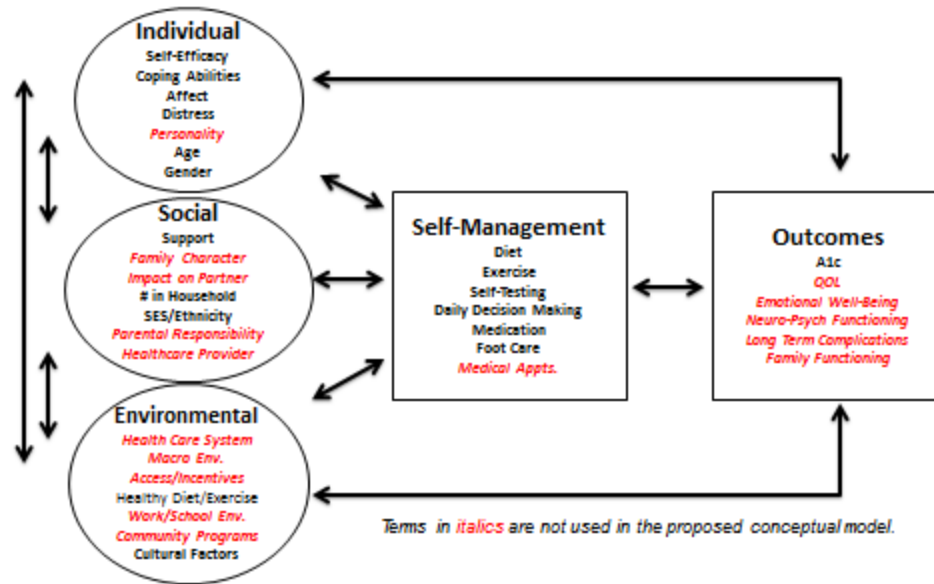 Individual
Self-Efficacy
Coping Abilities
Affect
Distress
Personality
Age
Gender
Social
Support
Family Character
Impact on Partner
# in Household
SES/Ethnicity
Parental Responsibility
Healthcare Provider
Environmental
Health Care System
Macro Env.
Access/Incentives
Healthy Diet/Exercise
Work/School Env.
Community Programs
Cultural Factors
Self-Management
Diet
Exercise
Self-Testing
Daily Decision Making
Medication
Foot Care
Medical Appts.
Outcomes
A1c
QOL
Emotional Well-Being
Neuro-Psych Functioning
Long Term Complications
Family Functioning
Terms in italics are not used in the proposed conceptual model.